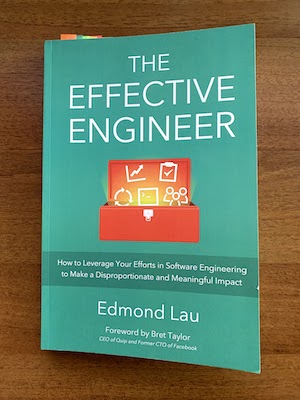 THE
EFFECTIVE
ENGINEER
How to Leverage Your Efforts in Software Engineering
to Make a Disproportionate and Meaningful Impact
Edmond Lau
Foreword by Bret Taylor
CEO of Quip and Former CTO of Facebook